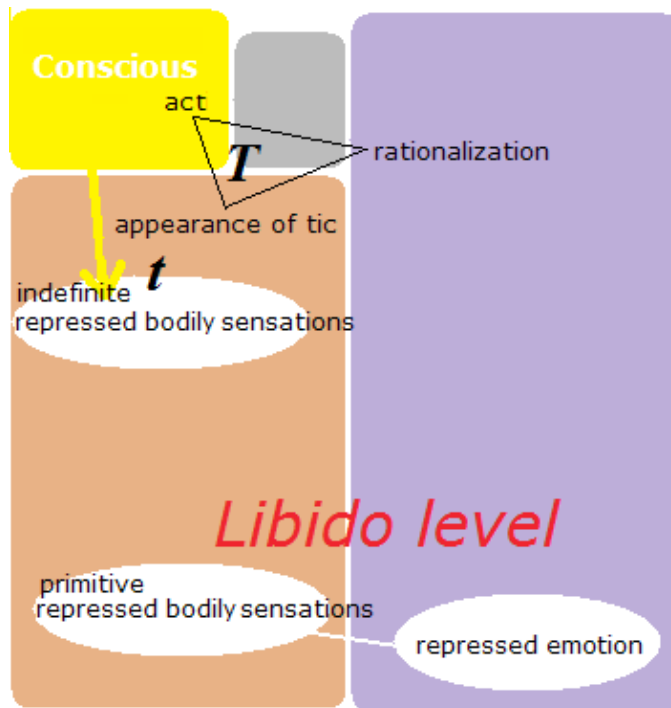 Conscious
act
T
rationalization
appearance of tic
t
indefinite
repressed bodily sensations
Libido level
primitive
repressed bodily sensations
repressed emotion